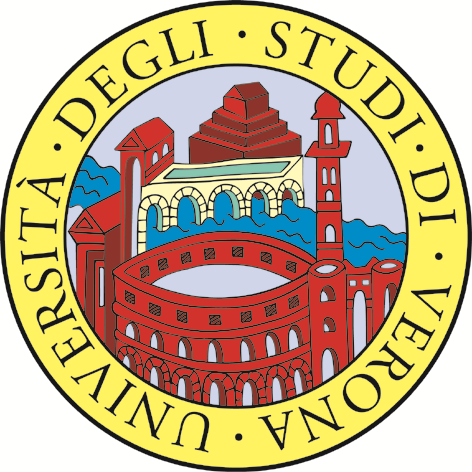 UNIVERSITÀ · DEGLI · STUDI · DI · VERONA ·